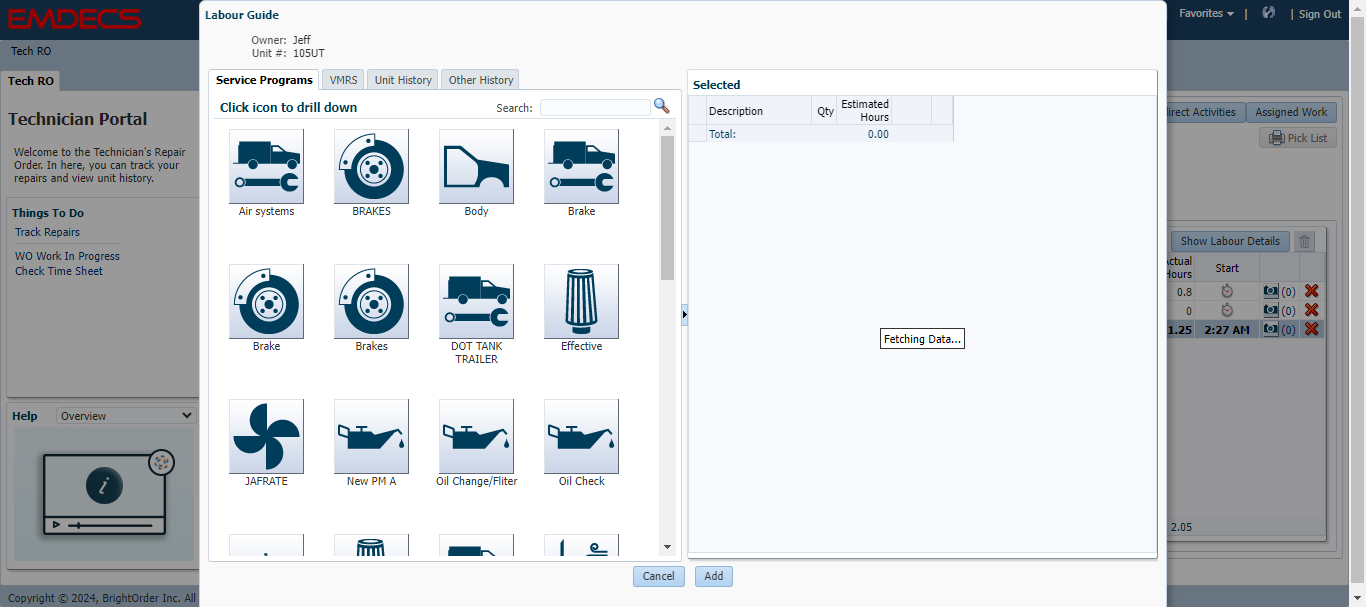 EMDECS
Favorites | | Sign Out
Tech RO
Tech RO
Technician Portal
Welcome to the Technician's Repair
Order. In here, you can track your
repairs and view unit history.
Things To Do
Track Repairs
WO Work In Progress
Check Time Sheet
Help Overview
i
Copyright © 2024, BrightOrder Inc. All
Labour Guide
Owner: Jeff
Unit #: 105UT
Service Programs VMRS Unit History Other History
Click icon to drill down Search:
Air systems BRAKES Body Brake
Brake Brakes DOT TANK TRAILER Effective
JAFRATE New PM A Oil Change/Fliter Oil Check
Selected
Description Qty Estimated Hours
Total: 0.00
Fetching Data...
Cancel Add
irect Activities Assigned Work
Pick List
Show Labour Details
Actual Hours Start
0.8 (0)
0 (0)
1.25 2:27 AM (0)
2.05